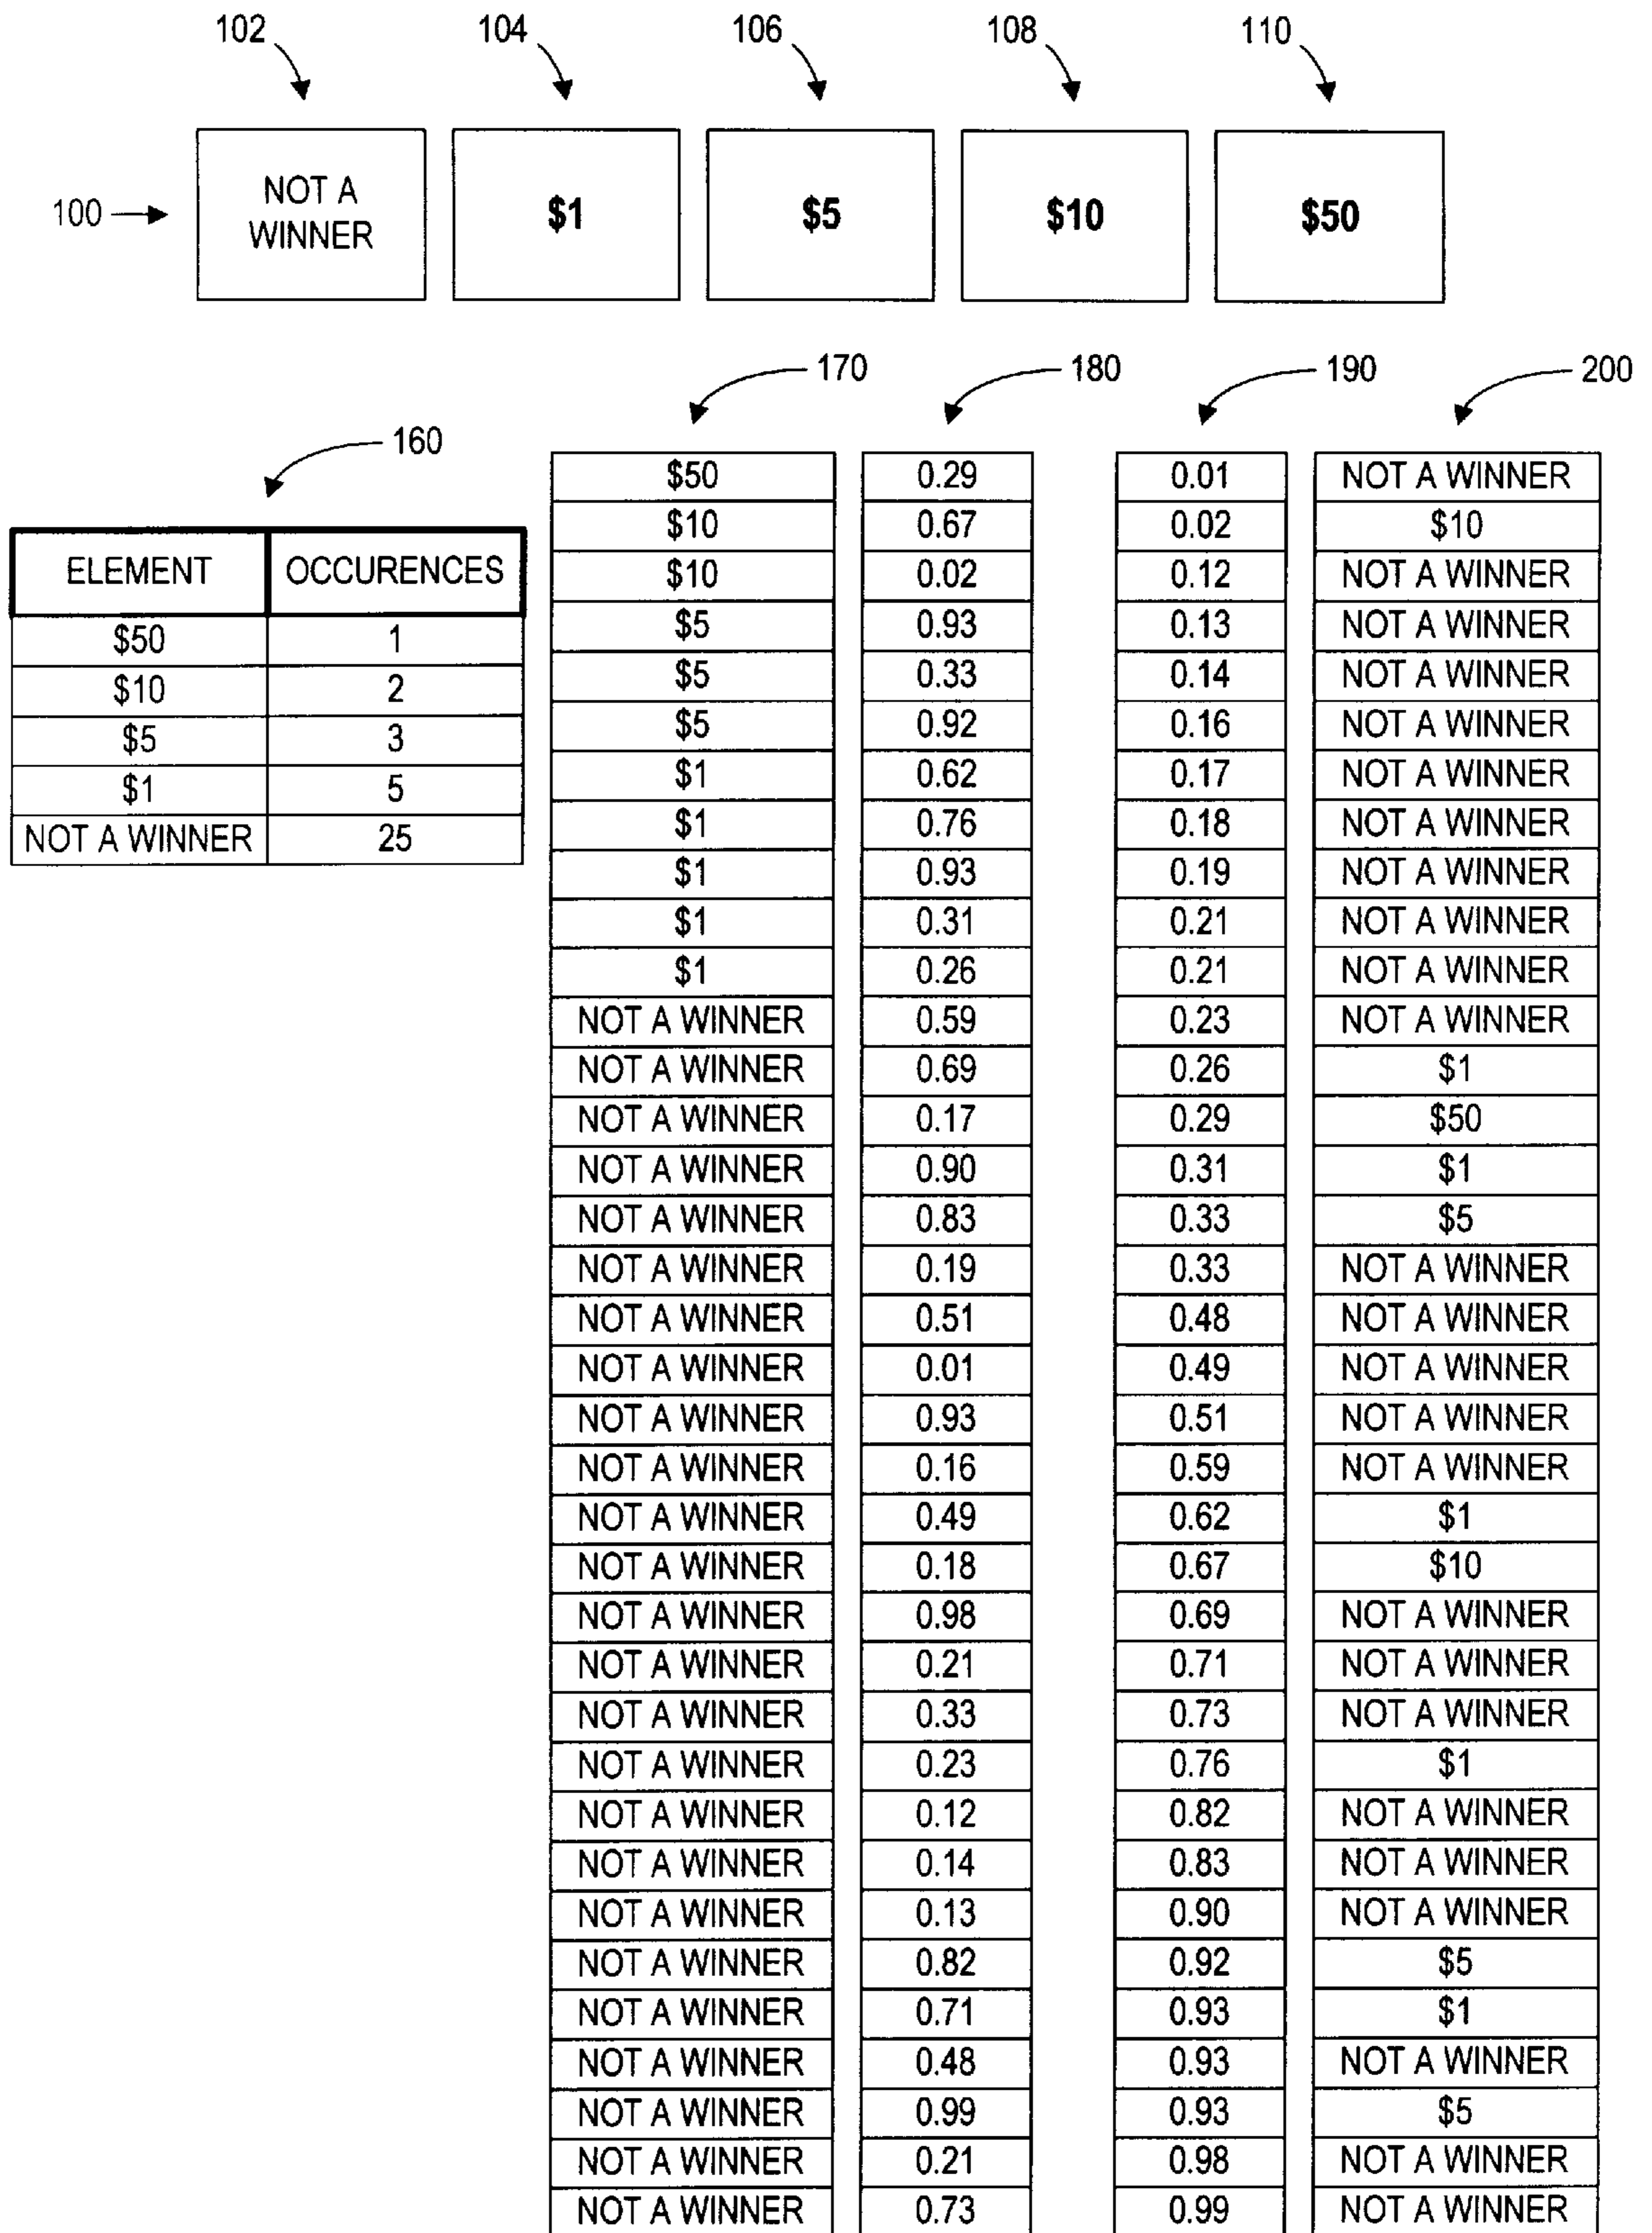 102 104 106 108 110
100
NOT A
WINNER
$1 $5 $10 $50
170 180 190 200
160
ELEMENT OCCURENCES
$50 1
$10 2
$5 3
$1 5
NOT A WINNER 25
$50 0.29 0.01 NOT A WINNER
$10 0.67 0.02 $10
$10 0.02 0.12 NOT A WINNER
$5 0.93 0.13 NOT A WINNER
$5 0.33 0.14 NOT A WINNER
$5 0.92 0.16 NOT A WINNER
$1 0.62 0.17 NOT A WINNER
$1 0.76 0.18 NOT A WINNER
$1 0.93 0.19 NOT A WINNER
$1 0.31 0.21 NOT A WINNER
$1 0.26 0.21 NOT A WINNER
NOT A WINNER 0.59 0.23 NOT A WINNER
NOT A WINNER 0.69 0.26 $1
NOT A WINNER 0.17 0.29 $50
NOT A WINNER 0.90 0.31 $1
NOT A WINNER 0.83 0.33 $5
NOT A WINNER 0.19 0.33 NOT A WINNER
NOT A WINNER 0.51 0.48 NOT A WINNER
NOT A WINNER 0.01 0.49 NOT A WINNER
NOT A WINNER 0.93 0.51 NOT A WINNER
NOT A WINNER 0.16 0.59 NOT A WINNER
NOT A WINNER 0.49 0.62 $1
NOT A WINNER 0.18 0.67 $10
NOT A WINNER 0.98 0.69 NOT A WINNER
NOT A WINNER 0.21 0.71 NOT A WINNER
NOT A WINNER 0.33 0.73 NOT A WINNER
NOT A WINNER 0.23 0.76 $1
NOT A WINNER 0.12 0.82 NOT A WINNER
NOT A WINNER 0.14 0.83 NOT A WINNER
NOT A WINNER 0.13 0.90 NOT A WINNER
NOT A WINNER 0.82 0.92 $5
NOT A WINNER 0.71 0.93 $1
NOT A WINNER 0.48 0.93 NOT A WINNER
NOT A WINNER 0.99 0.93 $5
NOT A WINNER 0.21 0.98 NOT A WINNER
NOT A WINNER 0.73 0.99 NOT A WINNER